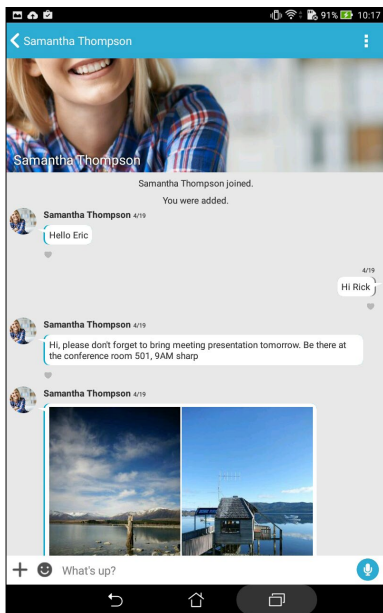 91% 10:17
Samantha Thompson
Samantha Thompson
Samantha Thompson joined.
You were added.
Samantha Thompson 4/19
Hello Eric
4/19
Hi Rick
Samantha Thompson 4/19
Hi, please don't forget to bring meeting presentation tomorrow. Be there at
the conference room 501, 9AM sharp
Samantha Thompson 4/19
What's up?